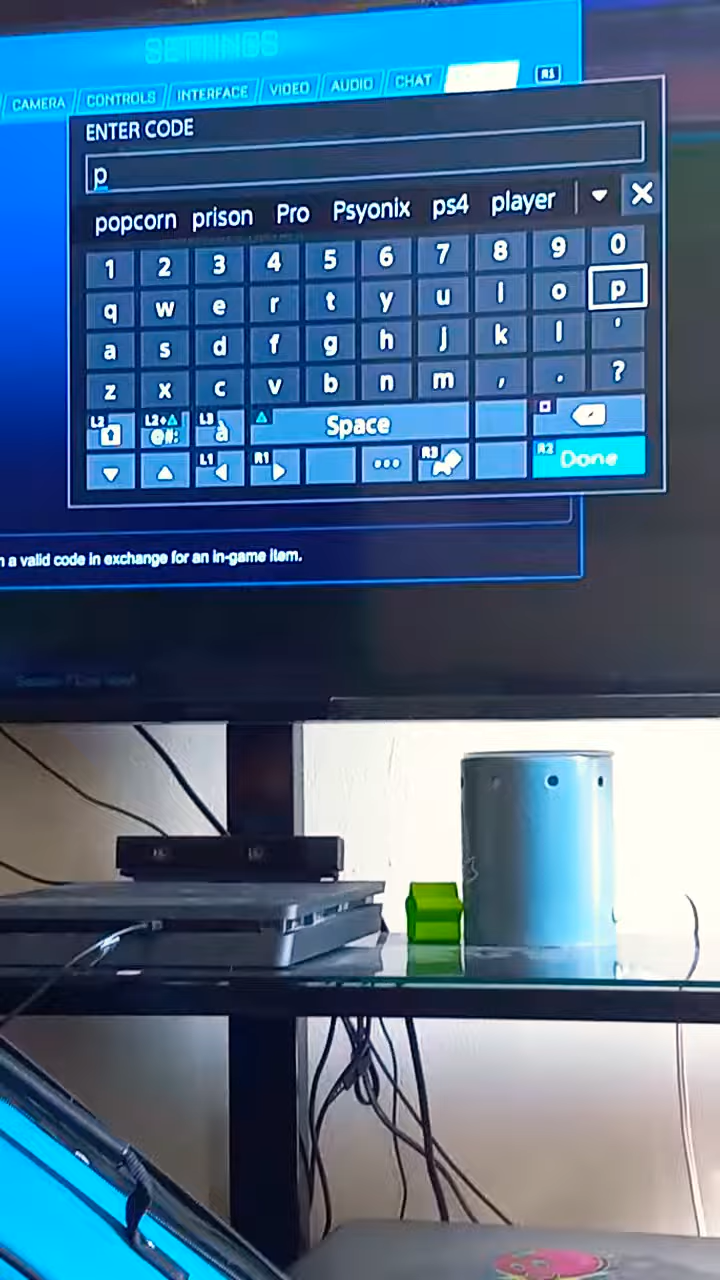 SETTINGS
CAMERA CONTROLS INTERFACE VIDEO AUDIO CHAT R1
ENTER CODE
p
popcorn prison Pro Psyonix ps4 player
1 2 3 4 5 6 7 8 9 0
q w e r t y u i o p
a s d f g h j k l '
z x c v b n m , . ?
L2 L2+△ @#: L3 à △ Space
L1 R1 ... R3 R2 Done
a valid code in exchange for an in-game item.